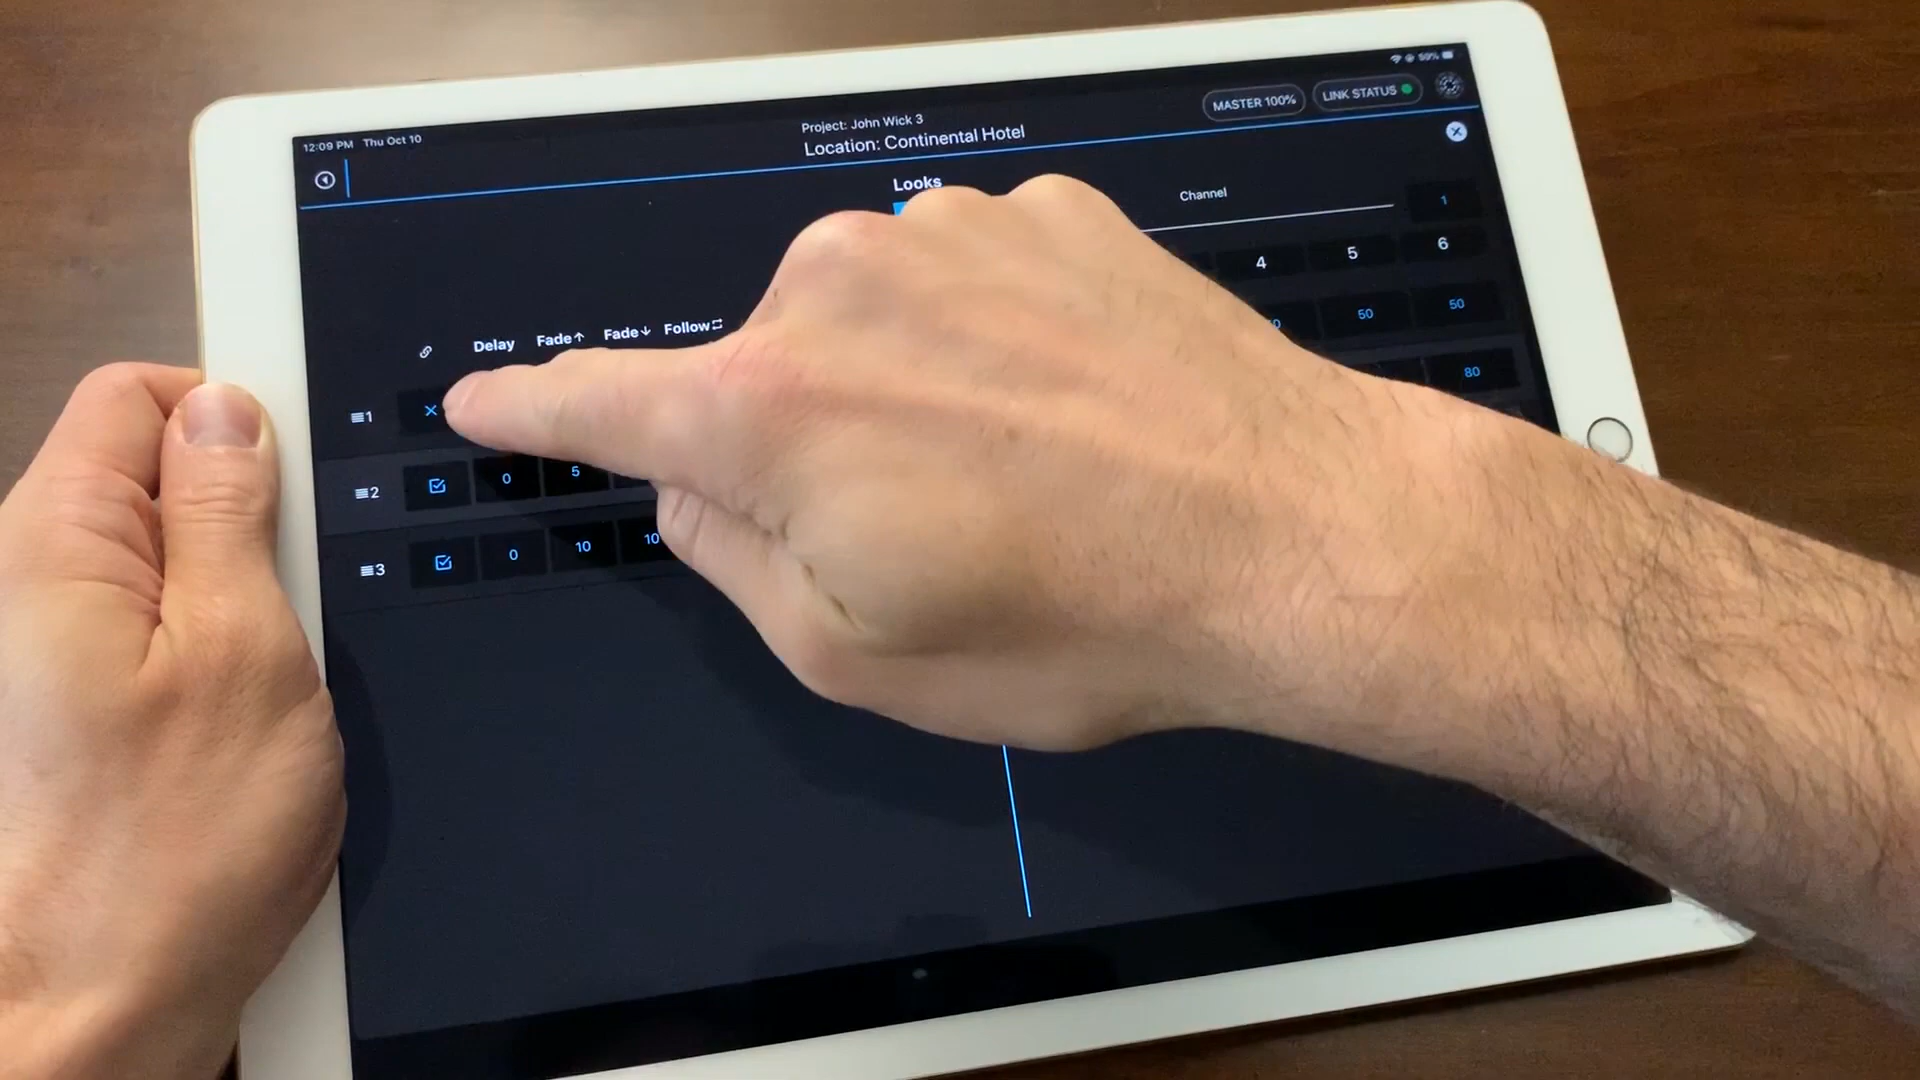 12:09 PM Thu Oct 10
59%
Project: John Wick 3
Location: Continental Hotel
MASTER 100%
LINK STATUS
Looks
Channel
1
4 5 6
50 50
Delay Fade↑ Fade↓ Follow
80
1
2 0 5
3 0 10 10